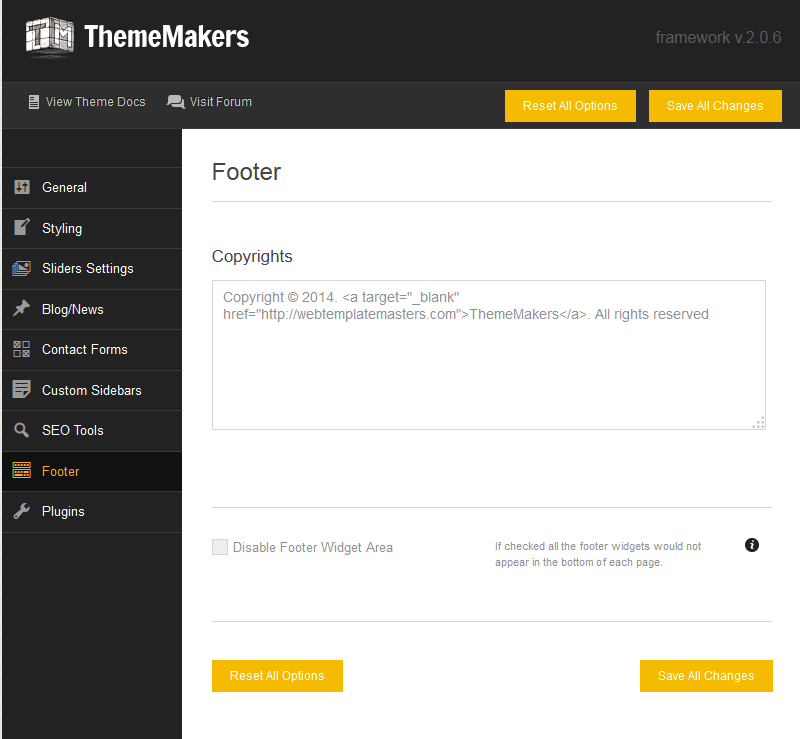 TM ThemeMakers
framework v.2.0.6
View Theme Docs
Visit Forum
Reset All Options
Save All Changes
General
Styling
Sliders Settings
Blog/News
Contact Forms
Custom Sidebars
SEO Tools
Footer
Plugins
Footer
Copyrights
Copyright © 2014. <a target="_blank"
href="http://webtemplatemasters.com">ThemeMakers</a>. All rights reserved
Disable Footer Widget Area
If checked all the footer widgets would not
appear in the bottom of each page.
Reset All Options
Save All Changes